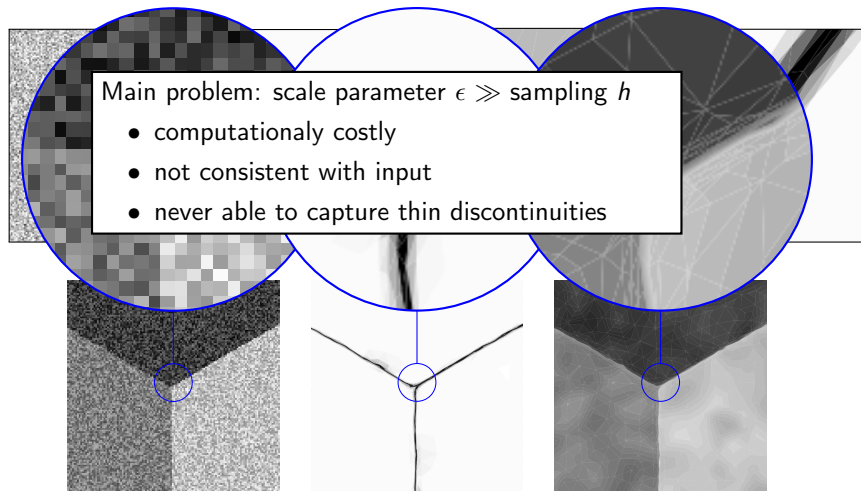 Main problem: scale parameter ϵ ≫ sampling h
• computationaly costly
• not consistent with input
• never able to capture thin discontinuities